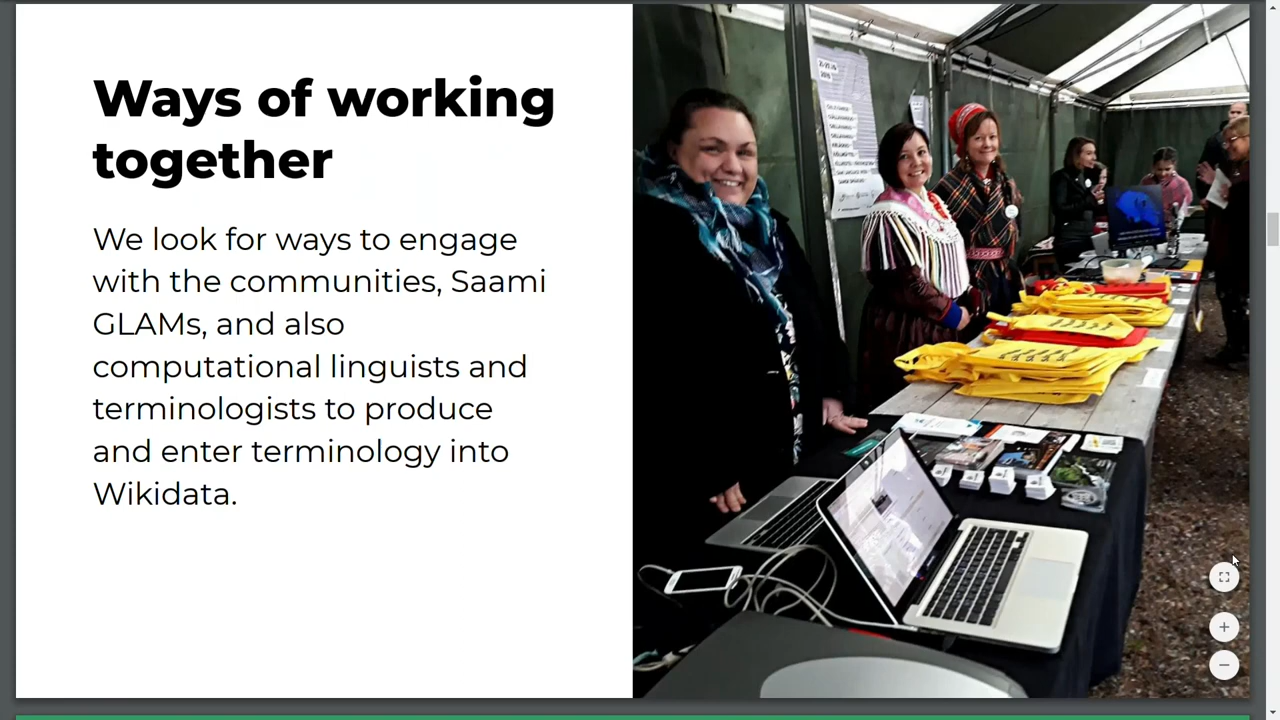 Ways of working
together
We look for ways to engage
with the communities, Saami
GLAMs, and also
computational linguists and
terminologists to produce
and enter terminology into
Wikidata.